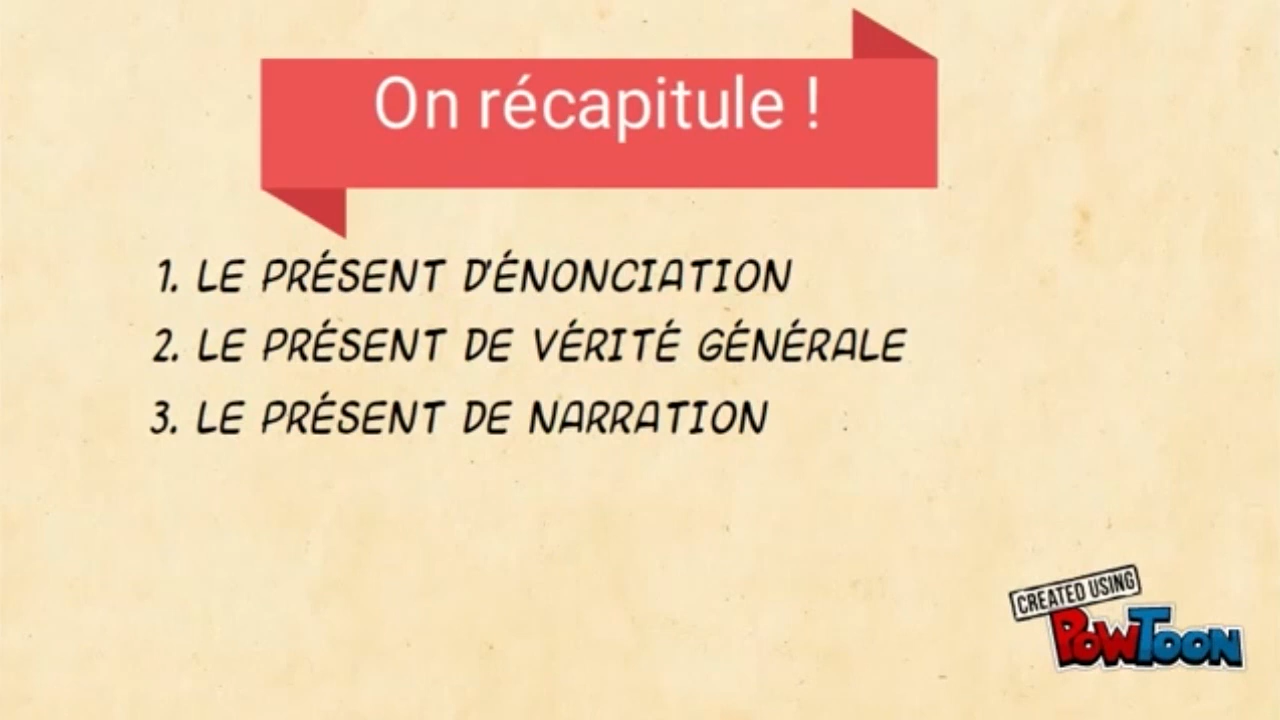 On récapitule !
1. LE PRÉSENT D'ÉNONCIATION
2. LE PRÉSENT DE VÉRITÉ GÉNÉRALE
3. LE PRÉSENT DE NARRATION
CREATED USING
POWTOON